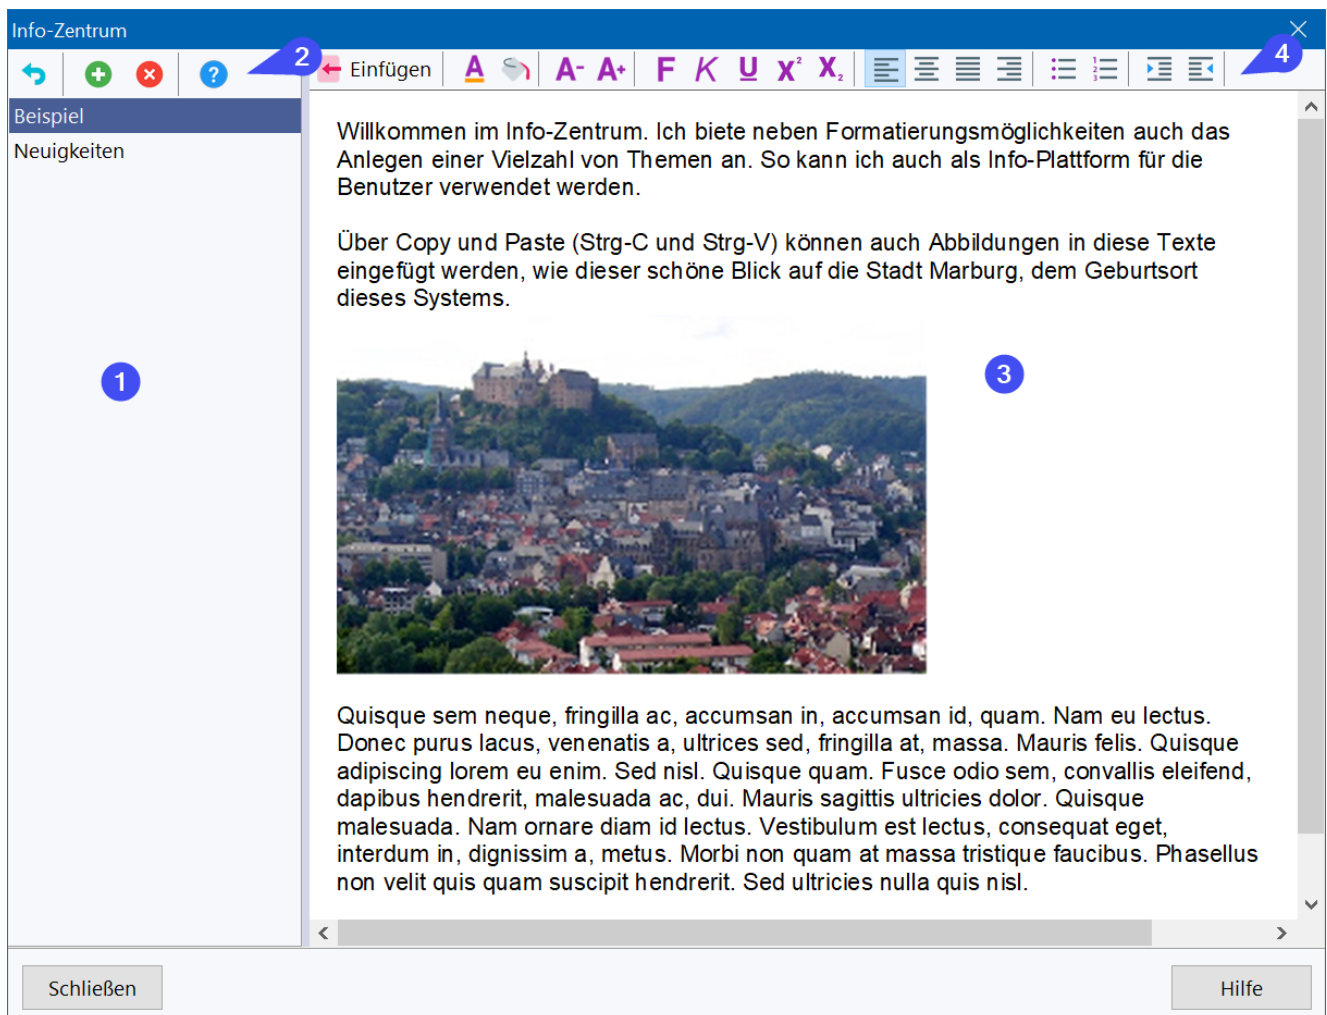 Info-Zentrum
2
Einfügen
A A- A+ F K U X² X₂
4
Beispiel
Neuigkeiten
1
Willkommen im Info-Zentrum. Ich biete neben Formatierungsmöglichkeiten auch das
Anlegen einer Vielzahl von Themen an. So kann ich auch als Info-Plattform für die
Benutzer verwendet werden.
Über Copy und Paste (Strg-C und Strg-V) können auch Abbildungen in diese Texte
eingefügt werden, wie dieser schöne Blick auf die Stadt Marburg, dem Geburtsort
dieses Systems.
3
Quisque sem neque, fringilla ac, accumsan in, accumsan id, quam. Nam eu lectus.
Donec purus lacus, venenatis a, ultrices sed, fringilla at, massa. Mauris felis. Quisque
adipiscing lorem eu enim. Sed nisl. Quisque quam. Fusce odio sem, convallis eleifend,
dapibus hendrerit, malesuada ac, dui. Mauris sagittis ultricies dolor. Quisque
malesuada. Nam ornare diam id lectus. Vestibulum est lectus, consequat eget,
interdum in, dignissim a, metus. Morbi non quam at massa tristique faucibus. Phasellus
non velit quis quam suscipit hendrerit. Sed ultricies nulla quis nisl.
Schließen
Hilfe